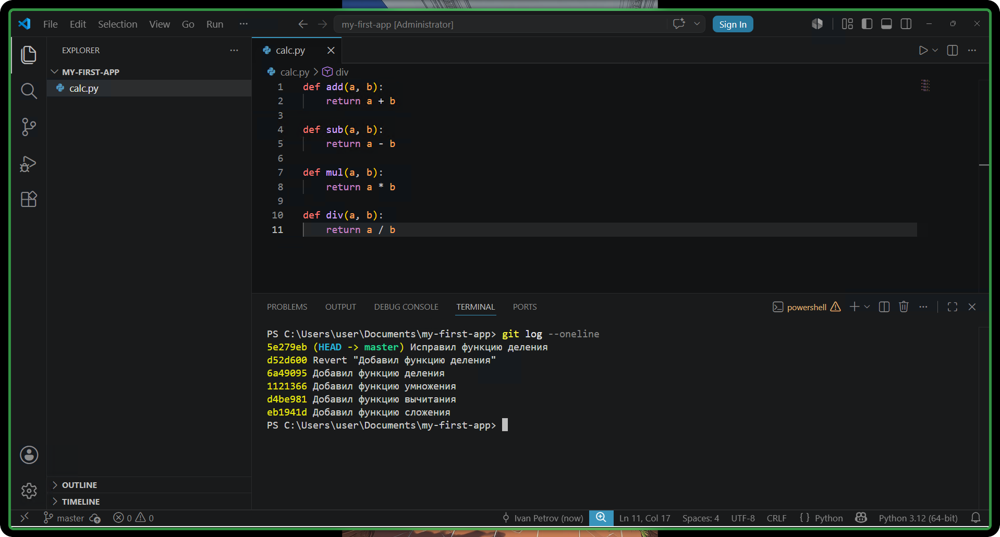 File Edit Selection View Go Run ···
my-first-app [Administrator]
Sign In
EXPLORER
MY-FIRST-APP
calc.py
OUTLINE
TIMELINE
calc.py
calc.py > div
1 def add(a, b):
2 return a + b
3
4 def sub(a, b):
5 return a - b
6
7 def mul(a, b):
8 return a * b
9
10 def div(a, b):
11 return a / b
PROBLEMS OUTPUT DEBUG CONSOLE TERMINAL PORTS
powershell
PS C:\Users\user\Documents\my-first-app> git log --oneline
5e279eb (HEAD -> master) Исправил функцию деления
d52d600 Revert "Добавил функцию деления"
6a49095 Добавил функцию деления
1121366 Добавил функцию умножения
d4be981 Добавил функцию вычитания
eb1941d Добавил функцию сложения
PS C:\Users\user\Documents\my-first-app>
master 0 0 Ivan Petrov (now) Ln 11, Col 17 Spaces: 4 UTF-8 CRLF { } Python Python 3.12 (64-bit)